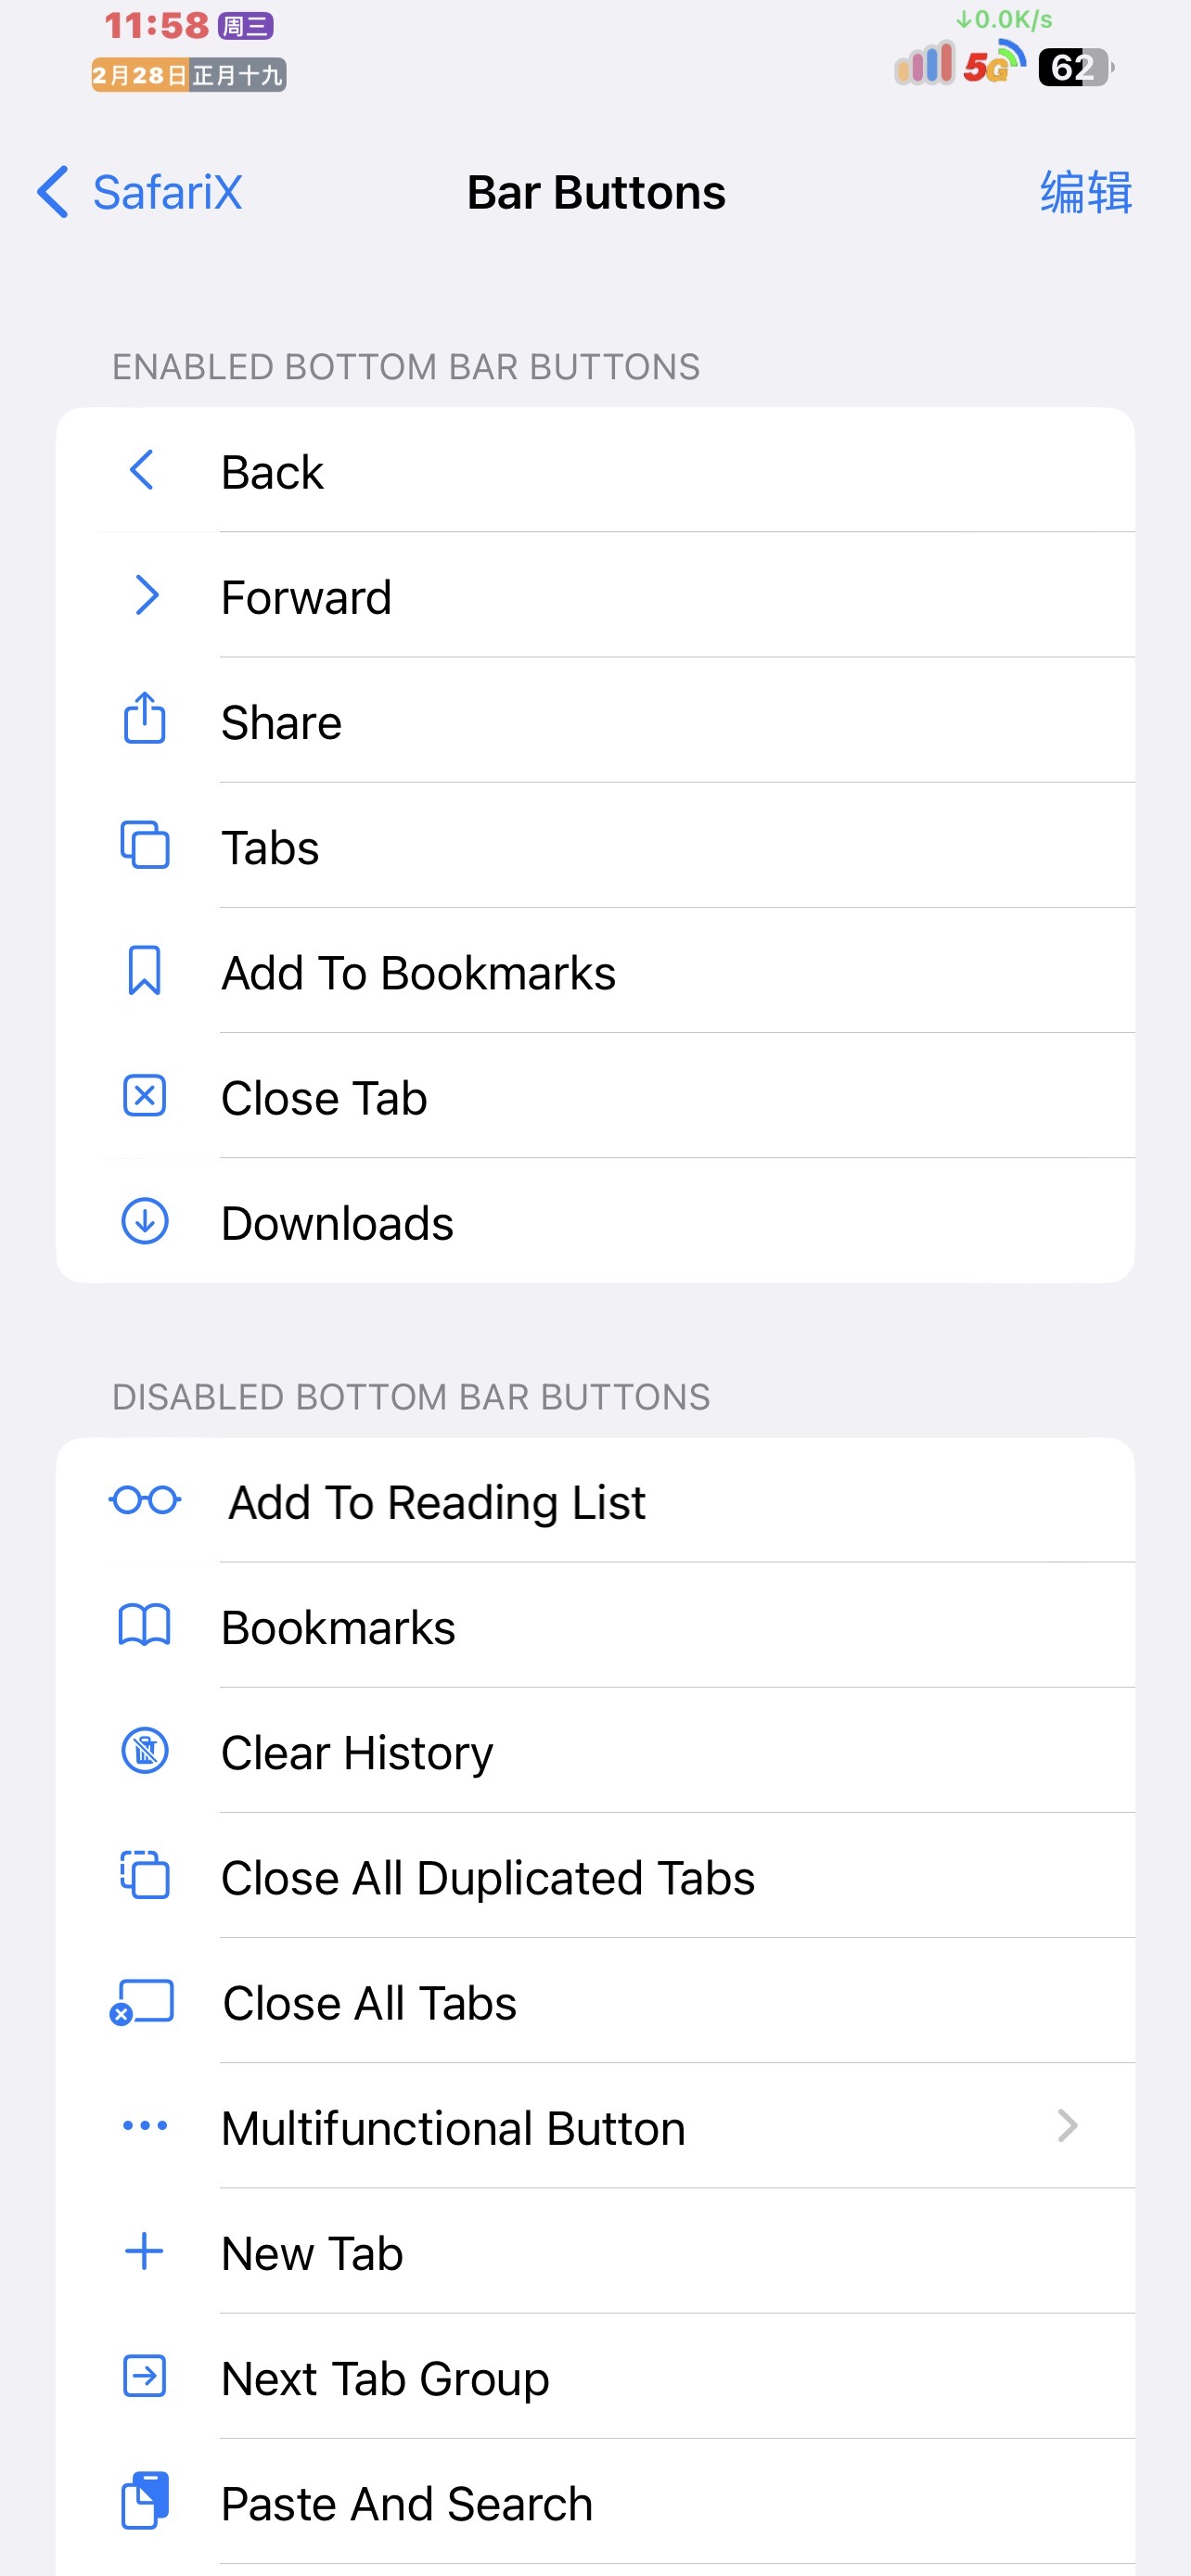 11:58 周三
↓0.0K/s
2月28日 正月十九
5G 62
SafariX
Bar Buttons
编辑
ENABLED BOTTOM BAR BUTTONS
Back
Forward
Share
Tabs
Add To Bookmarks
Close Tab
Downloads
DISABLED BOTTOM BAR BUTTONS
Add To Reading List
Bookmarks
Clear History
Close All Duplicated Tabs
Close All Tabs
Multifunctional Button
New Tab
Next Tab Group
Paste And Search